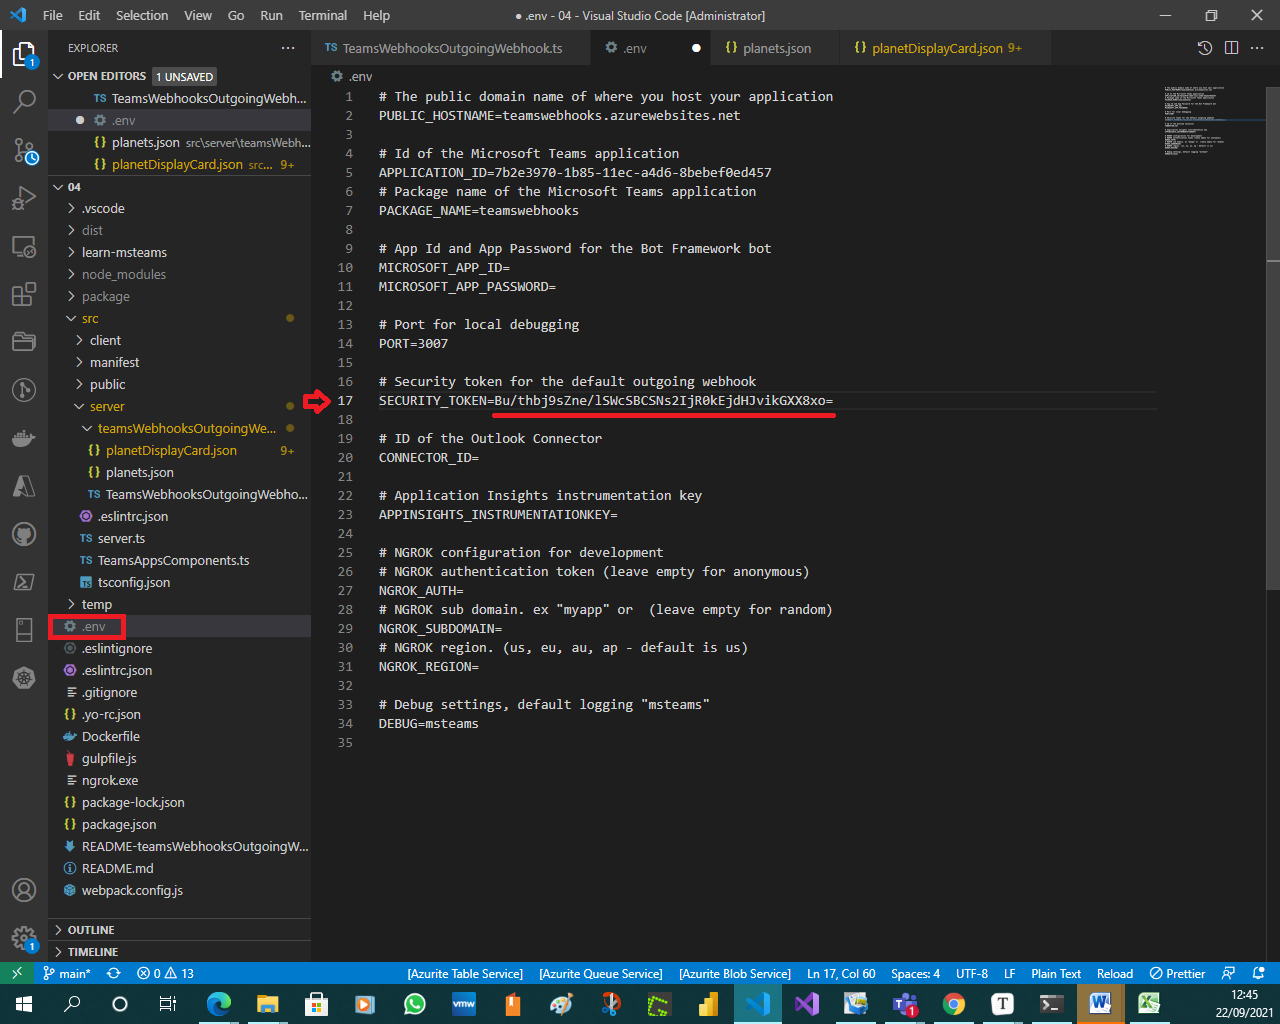 File Edit Selection View Go Run Terminal Help
● .env - 04 - Visual Studio Code [Administrator]
EXPLORER
OPEN EDITORS 1 UNSAVED
TS TeamsWebhooksOutgoingWebh...
.env
{} planets.json src\server\teamsWebh...
{} planetDisplayCard.json src... 9+
04
.vscode
dist
learn-msteams
node_modules
package
src
client
manifest
public
server
teamsWebhooksOutgoingWe...
{} planetDisplayCard.json 9+
{} planets.json
TS TeamsWebhooksOutgoingWebho...
.eslintrc.json
TS server.ts
TS TeamsAppsComponents.ts
TS tsconfig.json
temp
.env
.eslintignore
.eslintrc.json
.gitignore
{} .yo-rc.json
Dockerfile
gulpfile.js
ngrok.exe
{} package-lock.json
{} package.json
README-teamsWebhooksOutgoingW...
README.md
webpack.config.js
OUTLINE
TIMELINE
TS TeamsWebhooksOutgoingWebhook.ts
.env
{} planets.json
{} planetDisplayCard.json 9+
.env
1 # The public domain name of where you host your application
2 PUBLIC_HOSTNAME=teamswebhooks.azurewebsites.net
3
4 # Id of the Microsoft Teams application
5 APPLICATION_ID=7b2e3970-1b85-11ec-a4d6-8bebef0ed457
6 # Package name of the Microsoft Teams application
7 PACKAGE_NAME=teamswebhooks
8
9 # App Id and App Password for the Bot Framework bot
10 MICROSOFT_APP_ID=
11 MICROSOFT_APP_PASSWORD=
12
13 # Port for local debugging
14 PORT=3007
15
16 # Security token for the default outgoing webhook
17 SECURITY_TOKEN=Bu/thbj9sZne/lSWcSBCSNs2IjR0kEjdHJvikGXX8xo=
18
19 # ID of the Outlook Connector
20 CONNECTOR_ID=
21
22 # Application Insights instrumentation key
23 APPINSIGHTS_INSTRUMENTATIONKEY=
24
25 # NGROK configuration for development
26 # NGROK authentication token (leave empty for anonymous)
27 NGROK_AUTH=
28 # NGROK sub domain. ex "myapp" or  (leave empty for random)
29 NGROK_SUBDOMAIN=
30 # NGROK region. (us, eu, au, ap - default is us)
31 NGROK_REGION=
32
33 # Debug settings, default logging "msteams"
34 DEBUG=msteams
35
main* 0 13
[Azurite Table Service] [Azurite Queue Service] [Azurite Blob Service] Ln 17, Col 60 Spaces: 4 UTF-8 LF Plain Text Reload Prettier
12:45
22/09/2021